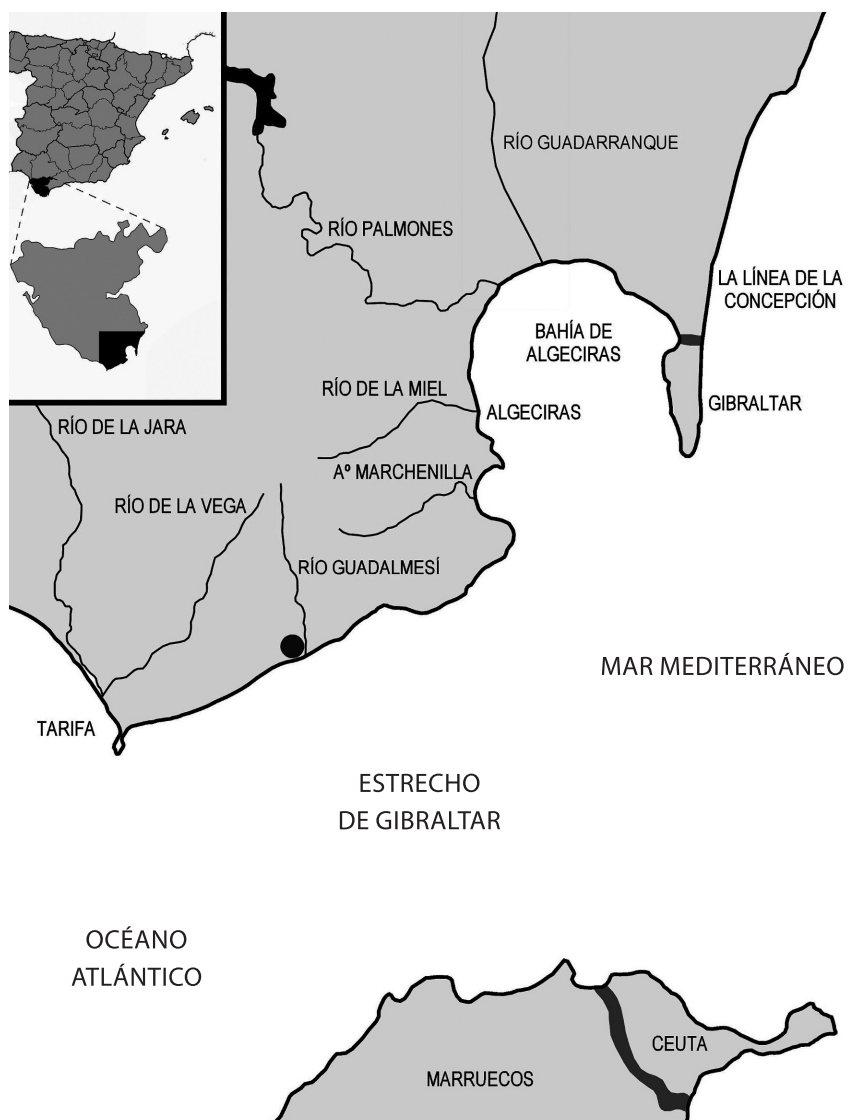 RÍO GUADARRANQUE
RÍO PALMONES
LA LÍNEA DE LA
CONCEPCIÓN
BAHÍA DE
ALGECIRAS
RÍO DE LA MIEL
ALGECIRAS
GIBRALTAR
RÍO DE LA JARA
Aº MARCHENILLA
RÍO DE LA VEGA
RÍO GUADALMESÍ
MAR MEDITERRÁNEO
TARIFA
ESTRECHO
DE GIBRALTAR
OCÉANO
ATLÁNTICO
CEUTA
MARRUECOS